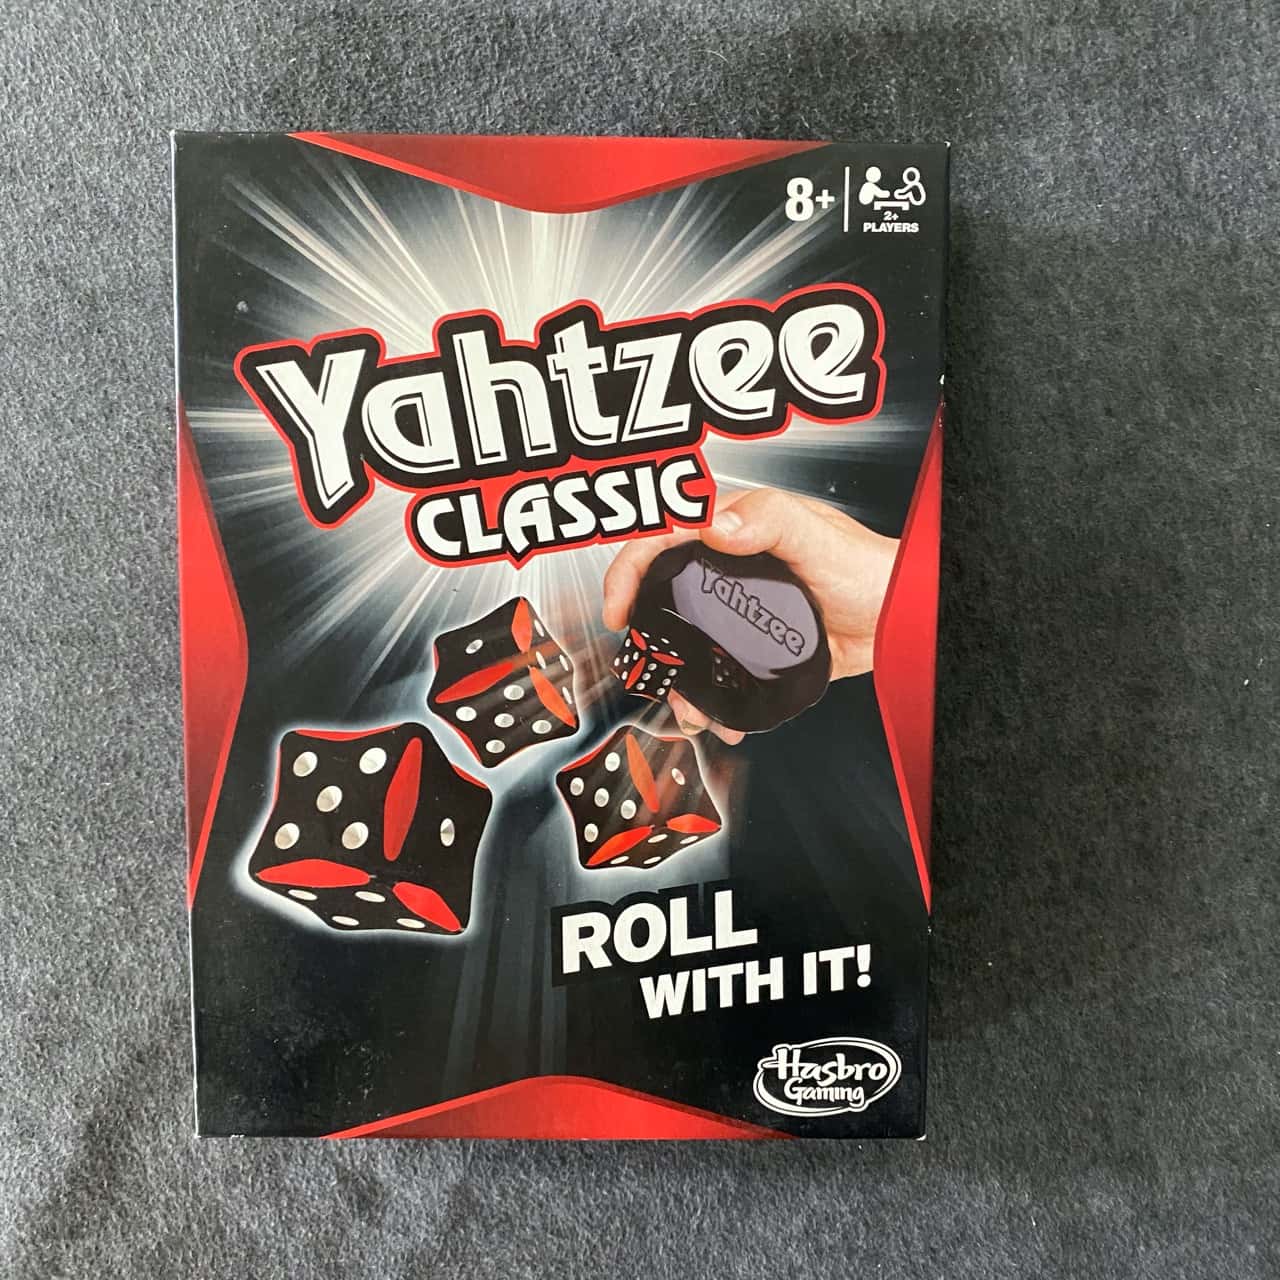 8+
2+
PLAYERS
Yahtzee
CLASSIC
Yahtzee
ROLL
WITH IT!
Hasbro
Gaming